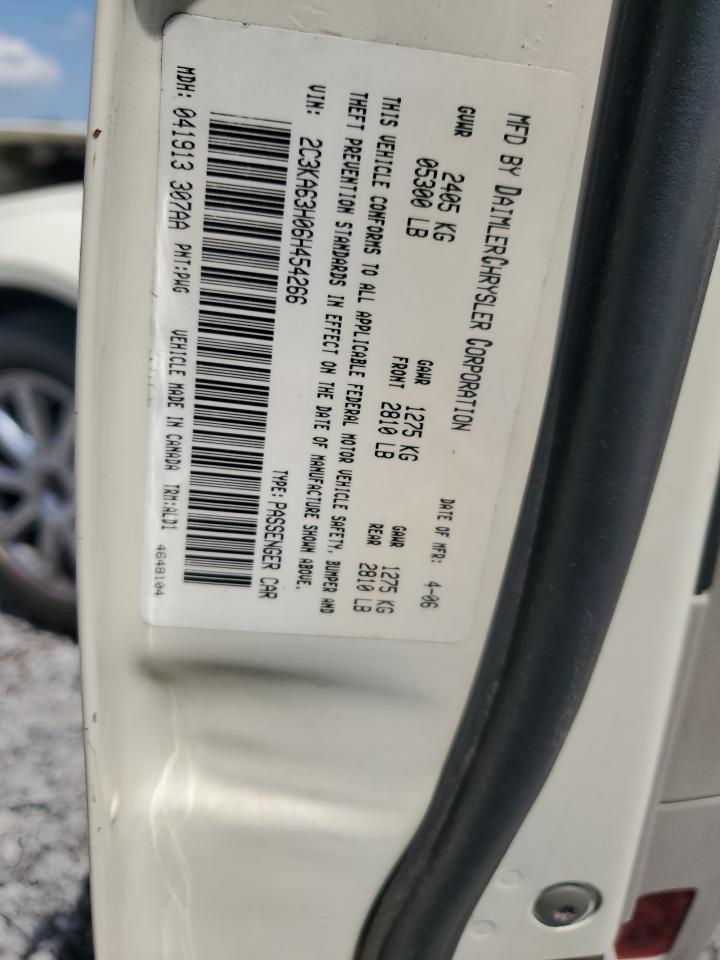 MFD BY DAIMLERCHRYSLER CORPORATION
DATE OF MFR: 4-06
GVWR 2405 KG
05300 LB
GAWR FRONT 1275 KG
2810 LB
GAWR REAR 1275 KG
2810 LB
THIS VEHICLE CONFORMS TO ALL APPLICABLE FEDERAL MOTOR VEHICLE SAFETY, BUMPER AND
THEFT PREVENTION STANDARDS IN EFFECT ON THE DATE OF MANUFACTURE SHOWN ABOVE.
VIN: 2C3KA63H06H454266
TYPE: PASSENGER CAR
MDH: 041913 307AA PNT:PWG VEHICLE MADE IN CANADA TRM:ALD1
4648104